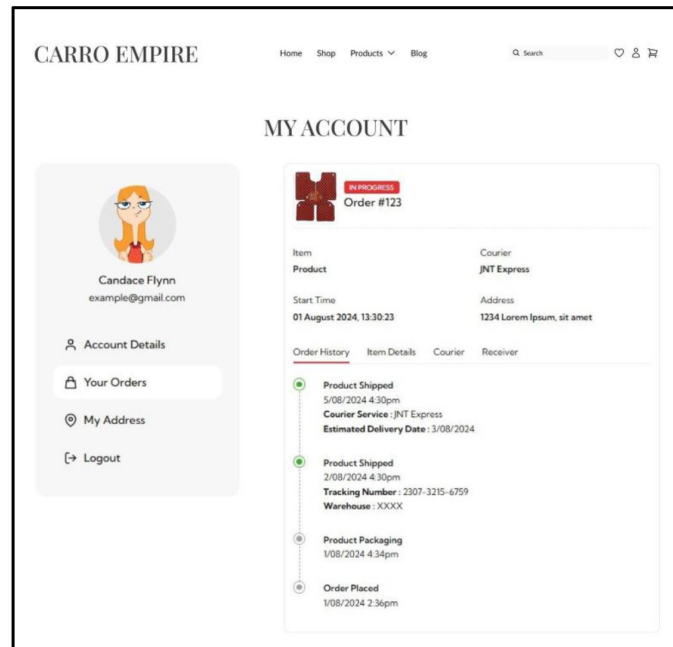 CARRO EMPIRE
Home Shop Products Blog
Search
MY ACCOUNT
Candace Flynn
example@gmail.com
Account Details
Your Orders
My Address
Logout
IN PROGRESS
Order #123
Item Courier
Product JNT Express
Start Time Address
01 August 2024, 13:30:23 1234 Lorem Ipsum, sit amet
Order History Item Details Courier Receiver
Product Shipped
5/08/2024 4:30pm
Courier Service : JNT Express
Estimated Delivery Date : 3/08/2024
Product Shipped
2/08/2024 4:30pm
Tracking Number : 2307-3215-6759
Warehouse : XXXX
Product Packaging
1/08/2024 4:34pm
Order Placed
1/08/2024 2:36pm